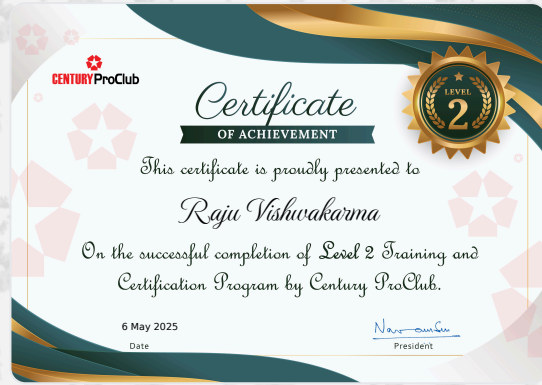 CENTURY ProClub
Certificate
OF ACHIEVEMENT
LEVEL
2
This certificate is proudly presented to
Raju Vishwakarma
On the successful completion of Level 2 Training and
Certification Program by Century ProClub.
6 May 2025
Date
President